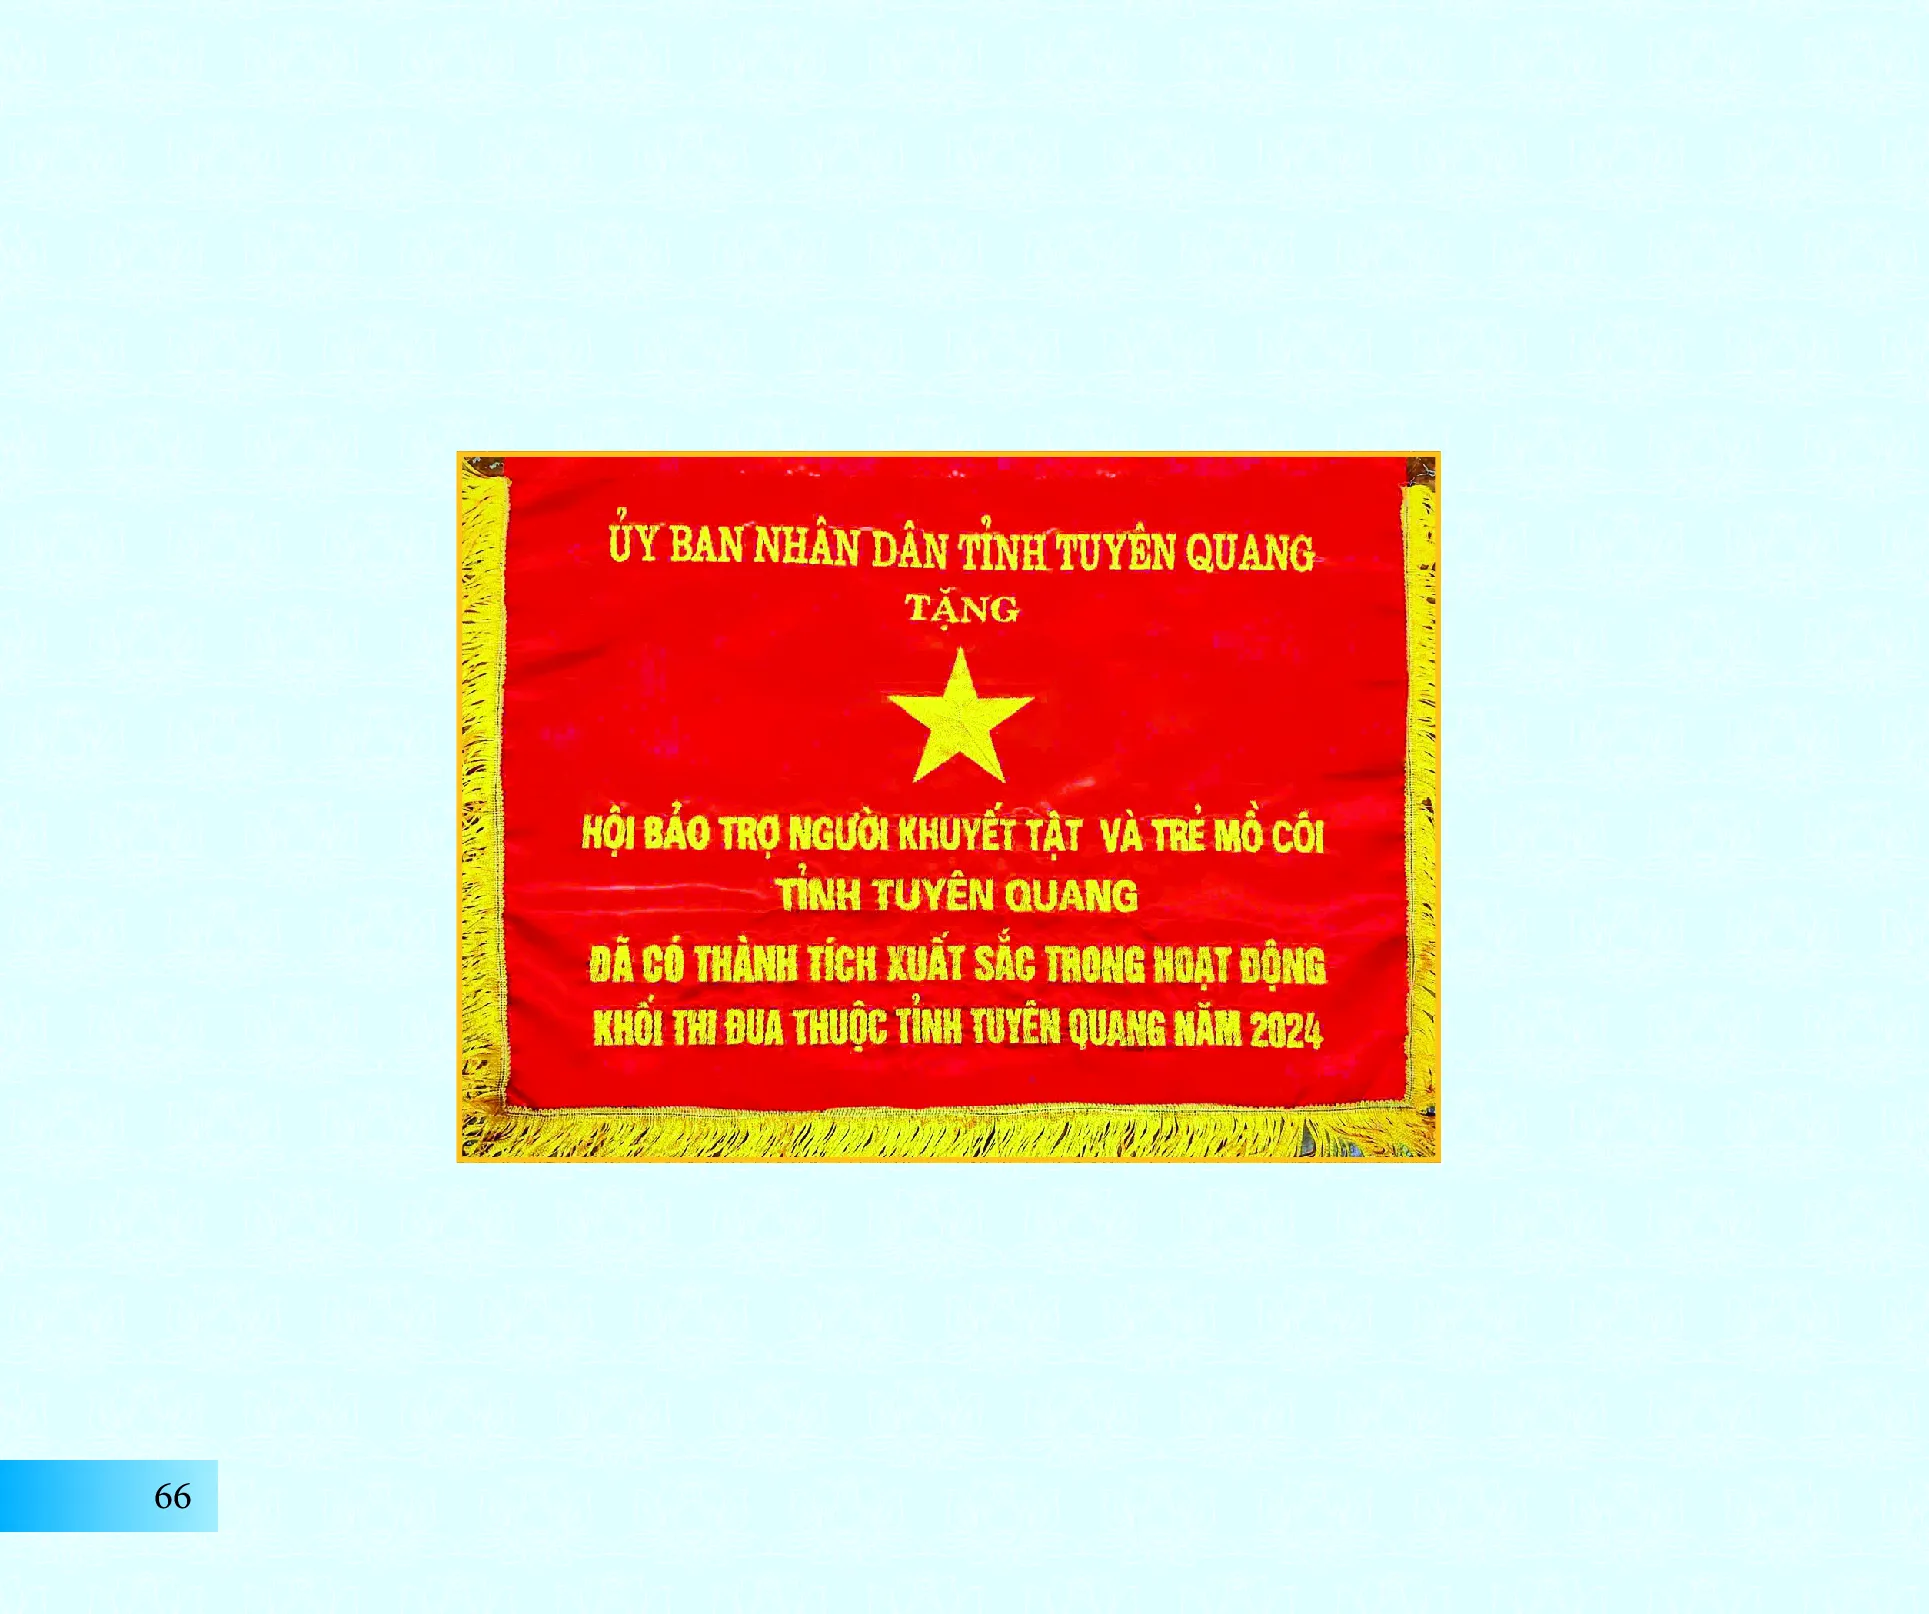 ỦY BAN NHÂN DÂN TỈNH TUYÊN QUANG
TẶNG
HỘI BẢO TRỢ NGƯỜI KHUYẾT TẬT VÀ TRẺ MỒ CÔI
TỈNH TUYÊN QUANG
ĐÃ CÓ THÀNH TÍCH XUẤT SẮC TRONG HOẠT ĐỘNG
KHỐI THI ĐUA THUỘC TỈNH TUYÊN QUANG NĂM 2024
66